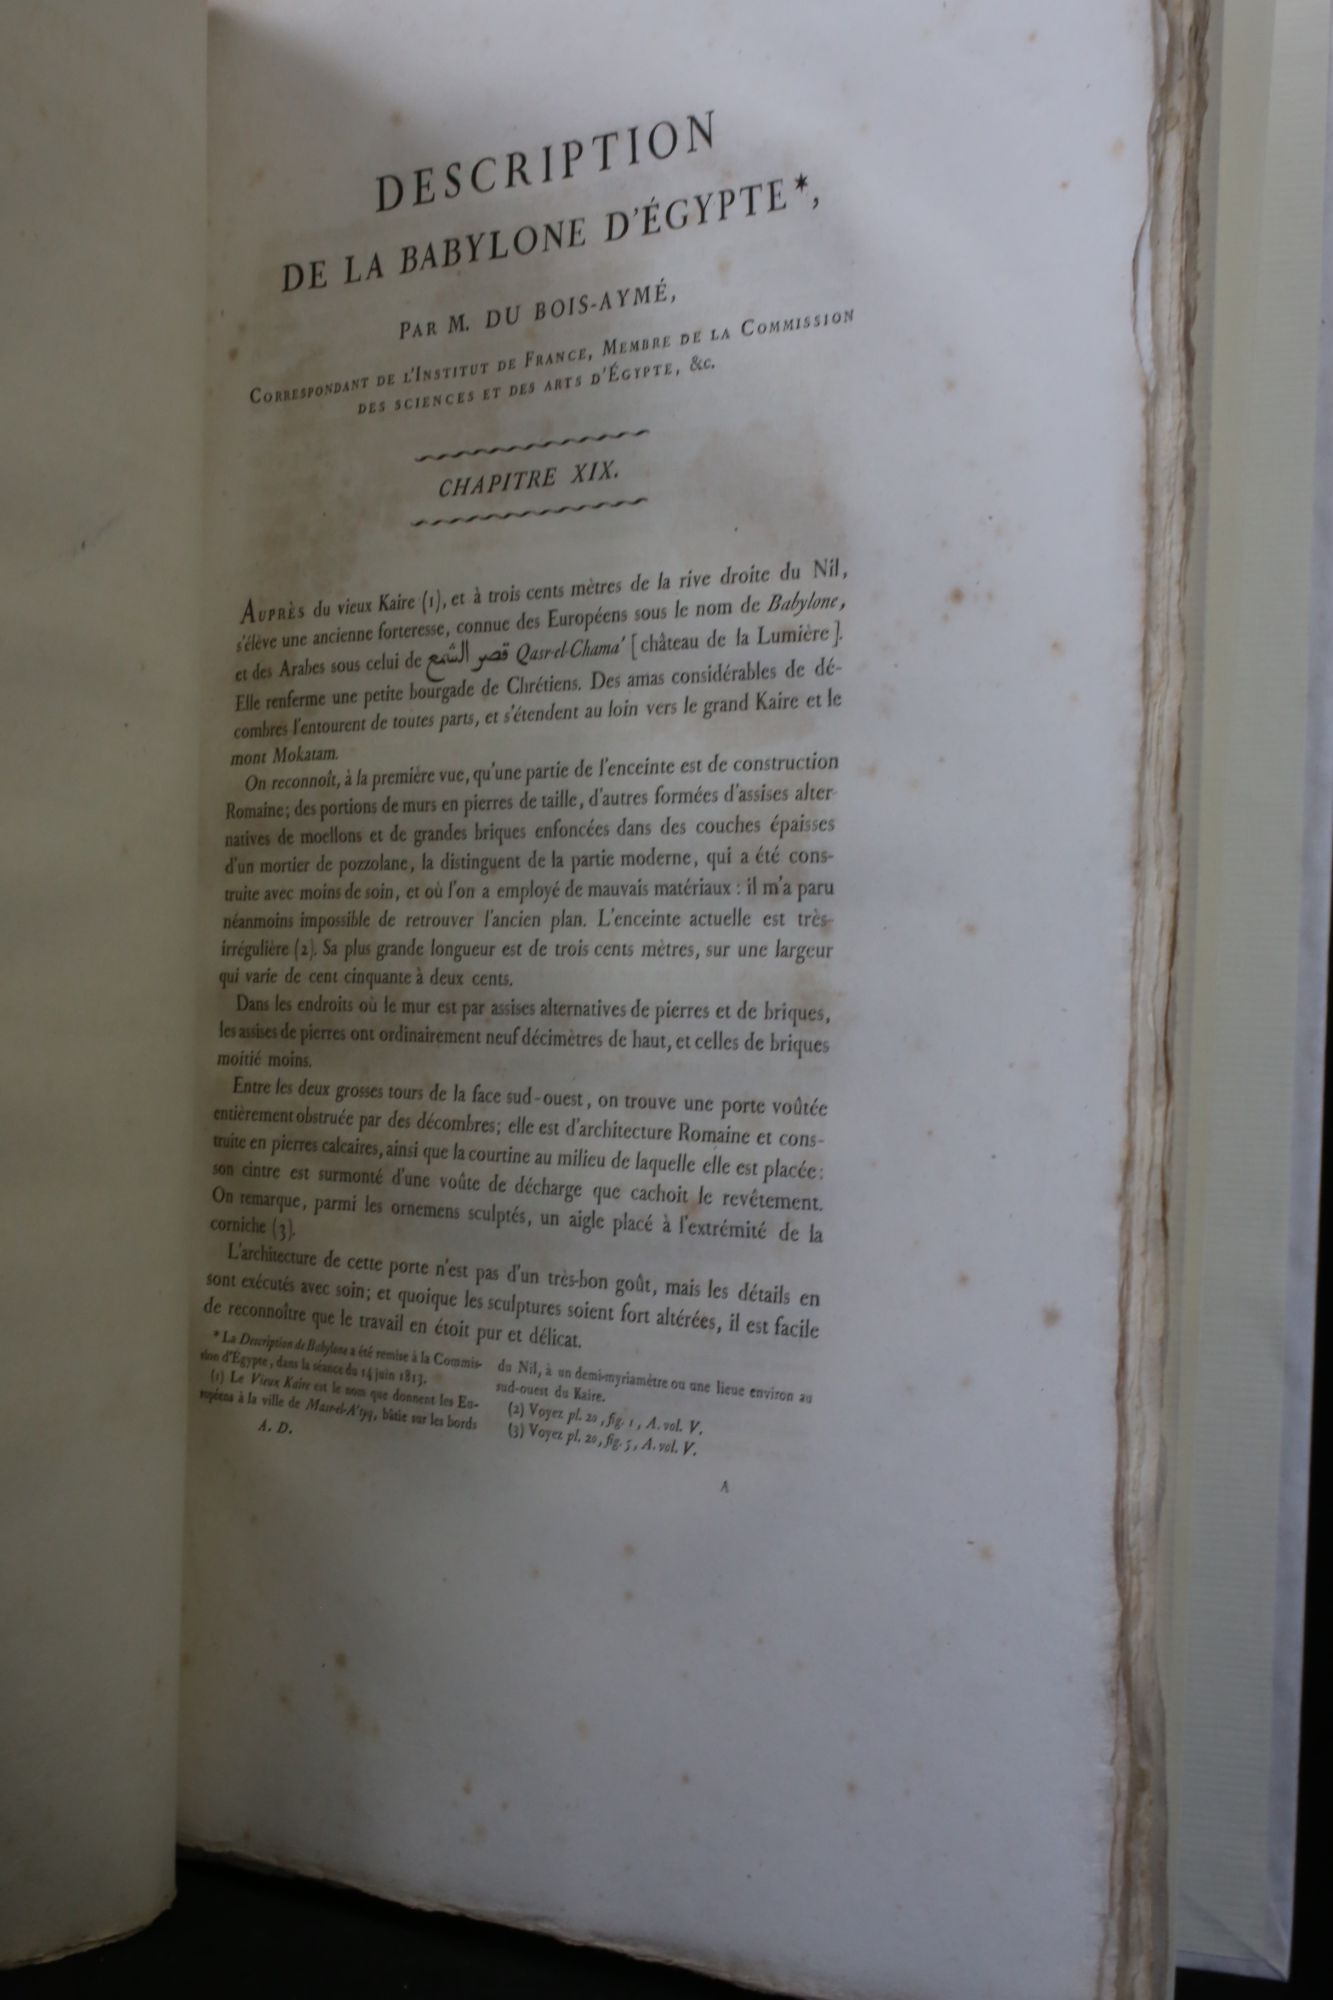 DESCRIPTION
DE LA BABYLONE D'ÉGYPTE*,
PAR M. DU BOIS-AYMÉ,
CORRESPONDANT DE L'INSTITUT DE FRANCE, MEMBRE DE LA COMMISSION
DES SCIENCES ET DES ARTS D'ÉGYPTE, &c.
CHAPITRE XIX.
AUPRÈS du vieux Kaire (1), et à trois cents mètres de la rive droite du Nil,
s'élève une ancienne forteresse, connue des Européens sous le nom de Babylone,
et des Arabes sous celui de قصر الشمع Qasr-el-Chama' [château de la Lumière].
Elle renferme une petite bourgade de Chrétiens. Des amas considérables de dé-
combres l'entourent de toutes parts, et s'étendent au loin vers le grand Kaire et le
mont Mokatam.
On reconnoît, à la première vue, qu'une partie de l'enceinte est de construction
Romaine; des portions de murs en pierres de taille, d'autres formées d'assises alter-
natives de moellons et de grandes briques enfoncées dans des couches épaisses
d'un mortier de pozzolane, la distinguent de la partie moderne, qui a été cons-
truite avec moins de soin, et où l'on a employé de mauvais matériaux : il m'a paru
néanmoins impossible de retrouver l'ancien plan. L'enceinte actuelle est très-
irrégulière (2). Sa plus grande longueur est de trois cents mètres, sur une largeur
qui varie de cent cinquante à deux cents.
Dans les endroits où le mur est par assises alternatives de pierres et de briques,
les assises de pierres ont ordinairement neuf décimètres de haut, et celles de briques
moitié moins.
Entre les deux grosses tours de la face sud-ouest, on trouve une porte voûtée
entièrement obstruée par des décombres; elle est d'architecture Romaine et cons-
truite en pierres calcaires, ainsi que la courtine au milieu de laquelle elle est placée:
son cintre est surmonté d'une voûte de décharge que cachoit le revêtement.
On remarque, parmi les ornemens sculptés, un aigle placé à l'extrémité de la
corniche (3).
L'architecture de cette porte n'est pas d'un très-bon goût, mais les détails en
sont exécutés avec soin; et quoique les sculptures soient fort altérées, il est facile
de reconnoître que le travail en étoit pur et délicat.
* La Description de Babylone a été remise à la Commis-
sion d'Égypte, dans la séance du 14 juin 1813.
(1) Le Vieux Kaire est le nom que donnent les Eu-
ropéens à la ville de Masr-el-A'tyq, bâtie sur les bords
du Nil, à un demi-myriamètre ou une lieue environ au
sud-ouest du Kaire.
(2) Voyez pl. 20, fig. 1, A. vol. V.
(3) Voyez pl. 20, fig. 5, A. vol. V.
A. D.
A